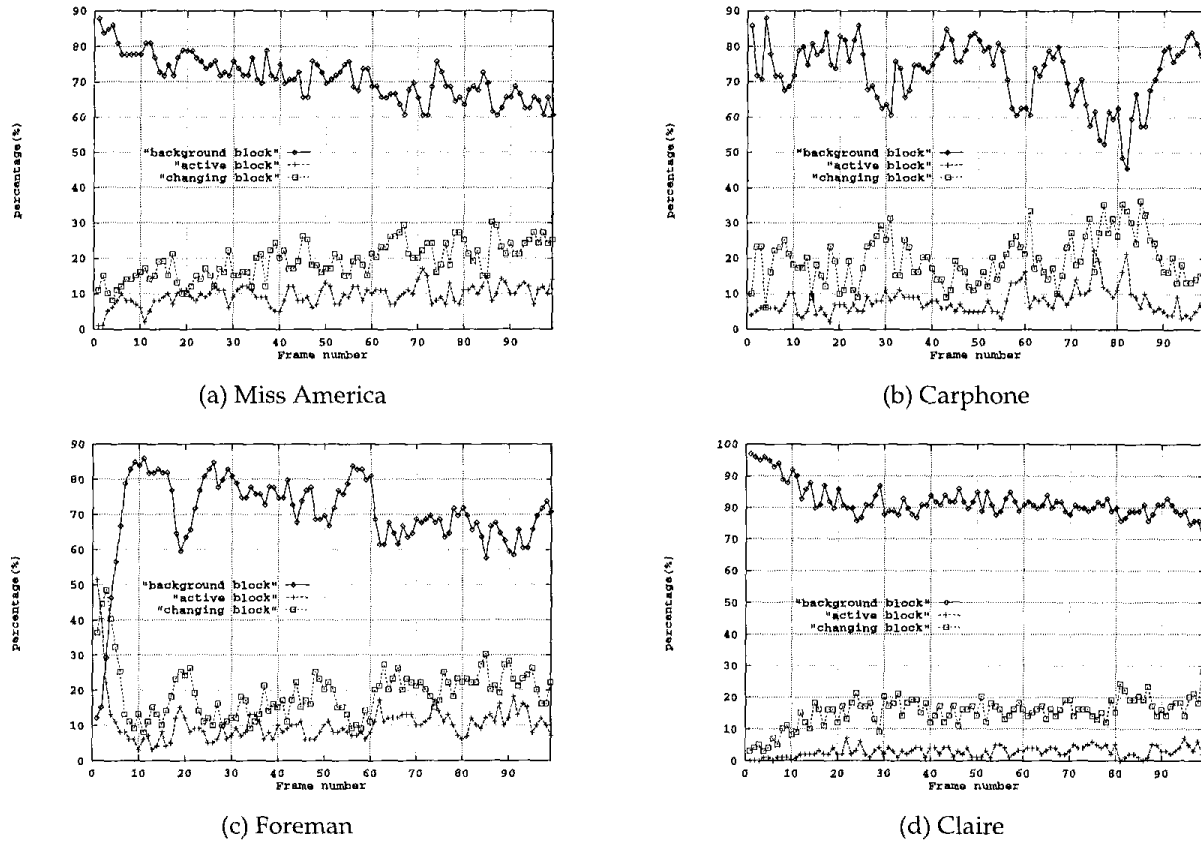 90
80
70
60
50
40
30
20
10
0
percentage(%)
"background block"
"active block"
"changing block"
0 10 20 30 40 50 60 70 80 90
Frame number
(a) Miss America
90
80
70
60
50
40
30
20
10
0
percentage(%)
"background block"
"active block"
"changing block"
0 10 20 30 40 50 60 70 80 90
Frame number
(b) Carphone
90
80
70
60
50
40
30
20
10
0
percentage(%)
"background block"
"active block"
"changing block"
0 10 20 30 40 50 60 70 80 90
Frame number
(c) Foreman
100
90
80
70
60
50
40
30
20
10
0
percentage(%)
"background block"
"active block"
"changing block"
0 10 20 30 40 50 60 70 80 90
Frame number
(d) Claire